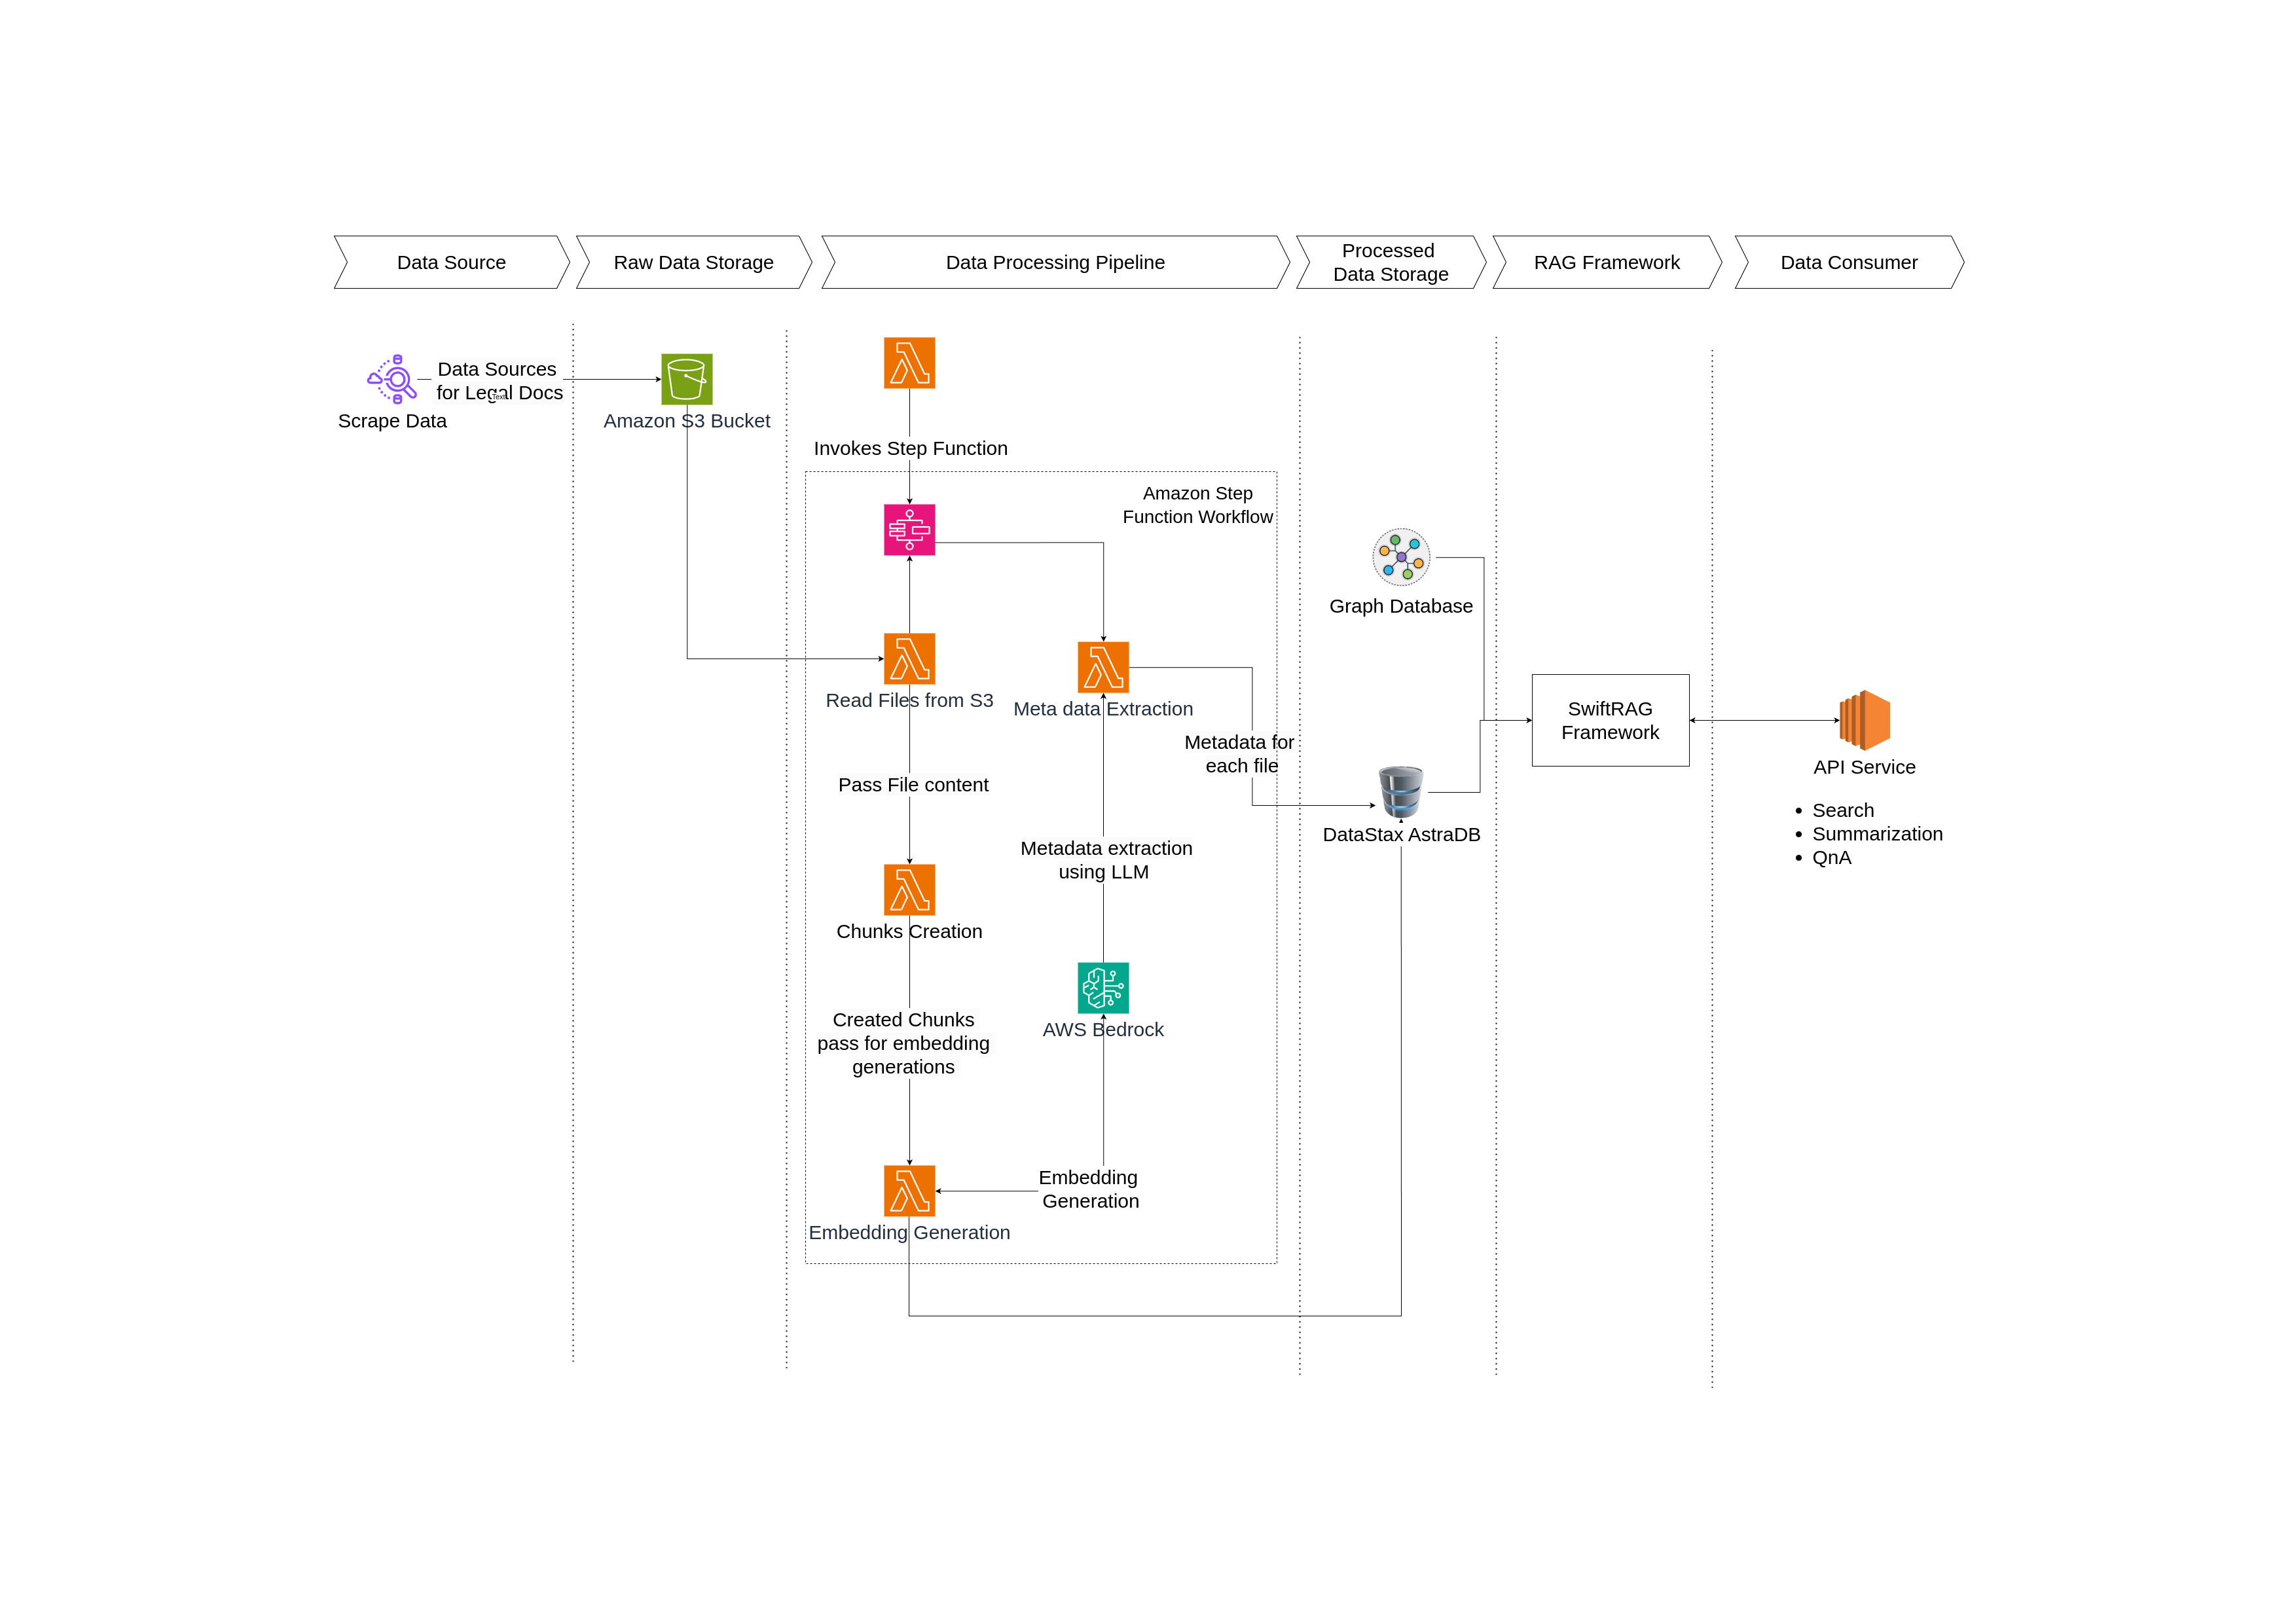 Data Source
Raw Data Storage
Data Processing Pipeline
Processed
Data Storage
RAG Framework
Data Consumer
Data Sources
for Legal Docs
Text
Scrape Data
Amazon S3 Bucket
Invokes Step Function
Amazon Step
Function Workflow
Graph Database
Read Files from S3
Meta data Extraction
SwiftRAG
Framework
Metadata for
each file
API Service
Pass File content
DataStax AstraDB
• Search
• Summarization
• QnA
Metadata extraction
using LLM
Chunks Creation
Created Chunks
pass for embedding
generations
AWS Bedrock
Embedding
Generation
Embedding Generation